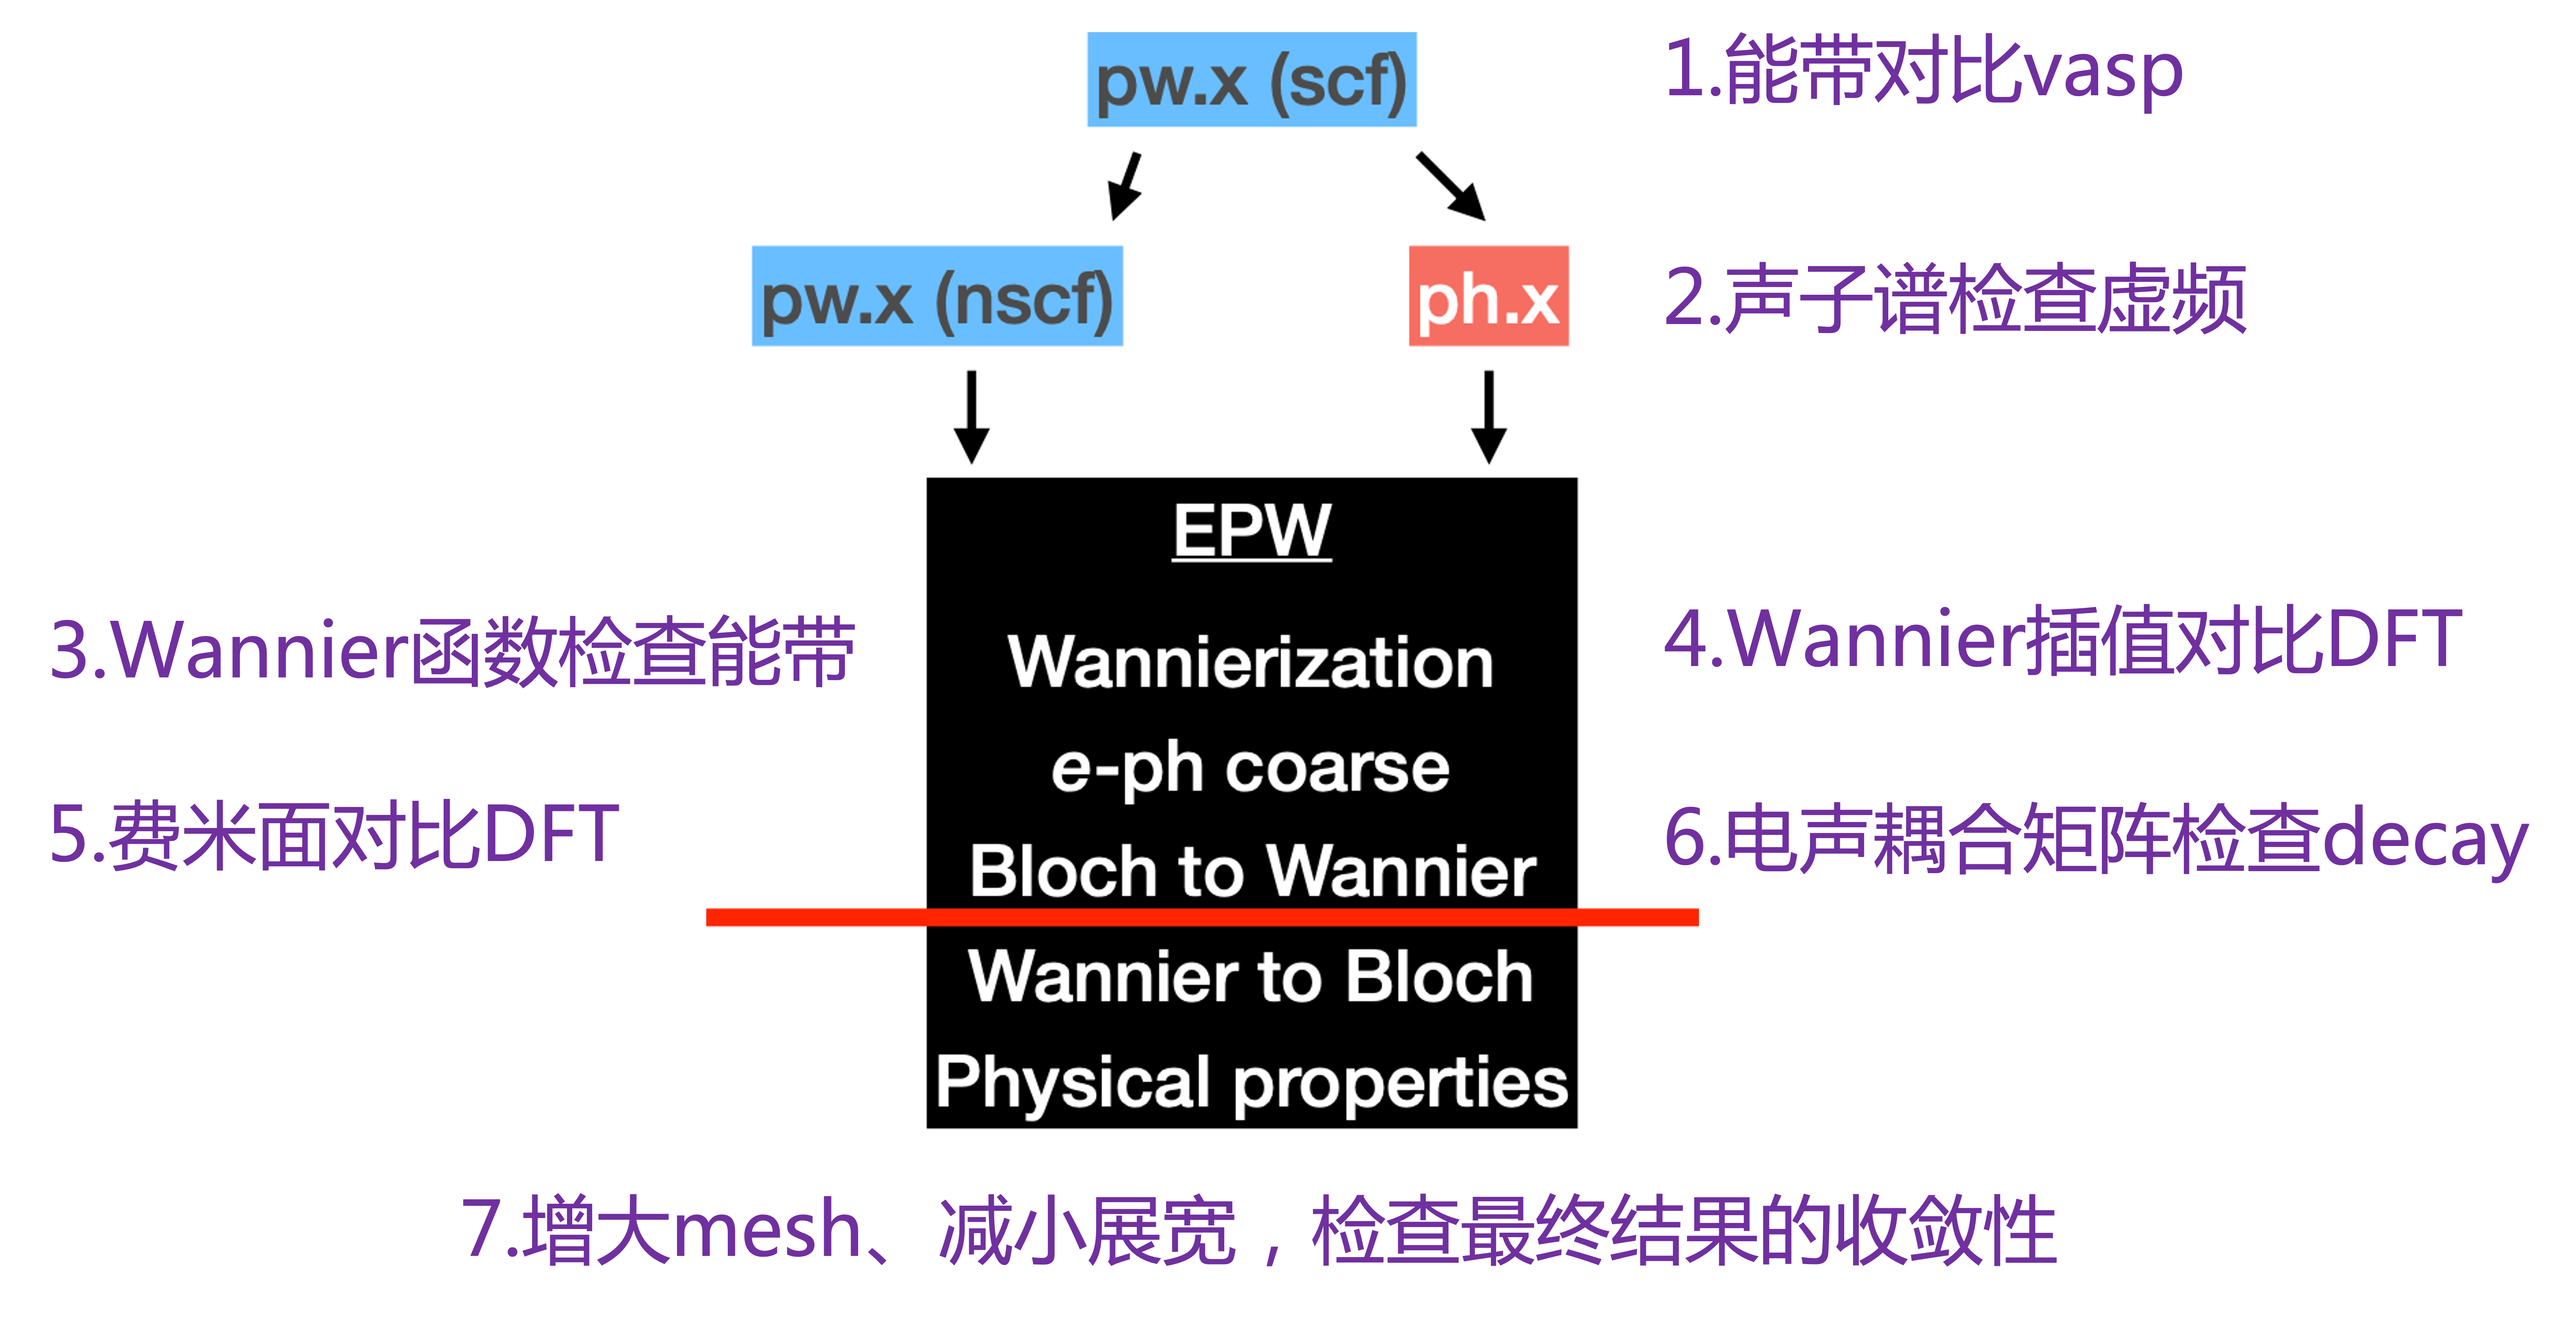 pw.x (scf)
1.能带对比vasp
pw.x (nscf)
ph.x
2.声子谱检查虚频
EPW
3.Wannier函数检查能带
Wannierization
4.Wannier插值对比DFT
e-ph coarse
5.费米面对比DFT
Bloch to Wannier
6.电声耦合矩阵检查decay
Wannier to Bloch
Physical properties
7.增大mesh、减小展宽，检查最终结果的收敛性